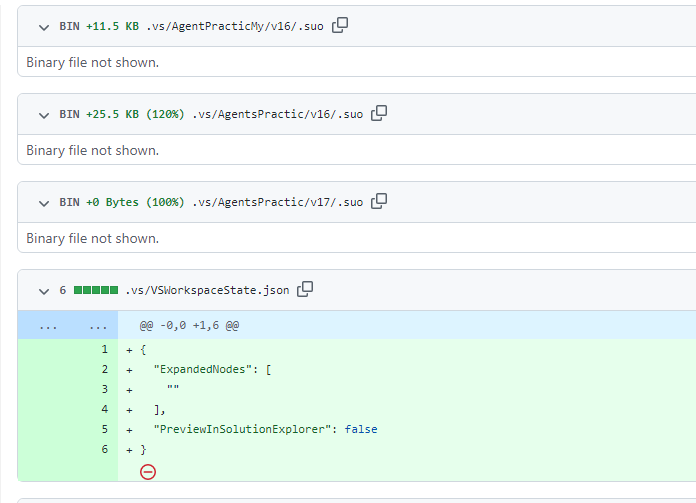 BIN +11.5 KB .vs/AgentPracticMy/v16/.suo
Binary file not shown.
BIN +25.5 KB (120%) .vs/AgentsPractic/v16/.suo
Binary file not shown.
BIN +0 Bytes (100%) .vs/AgentsPractic/v17/.suo
Binary file not shown.
6 .vs/VSWorkspaceState.json
... ... @@ -0,0 +1,6 @@
1 + {
2 + "ExpandedNodes": [
3 + ""
4 + ],
5 + "PreviewInSolutionExplorer": false
6 + }